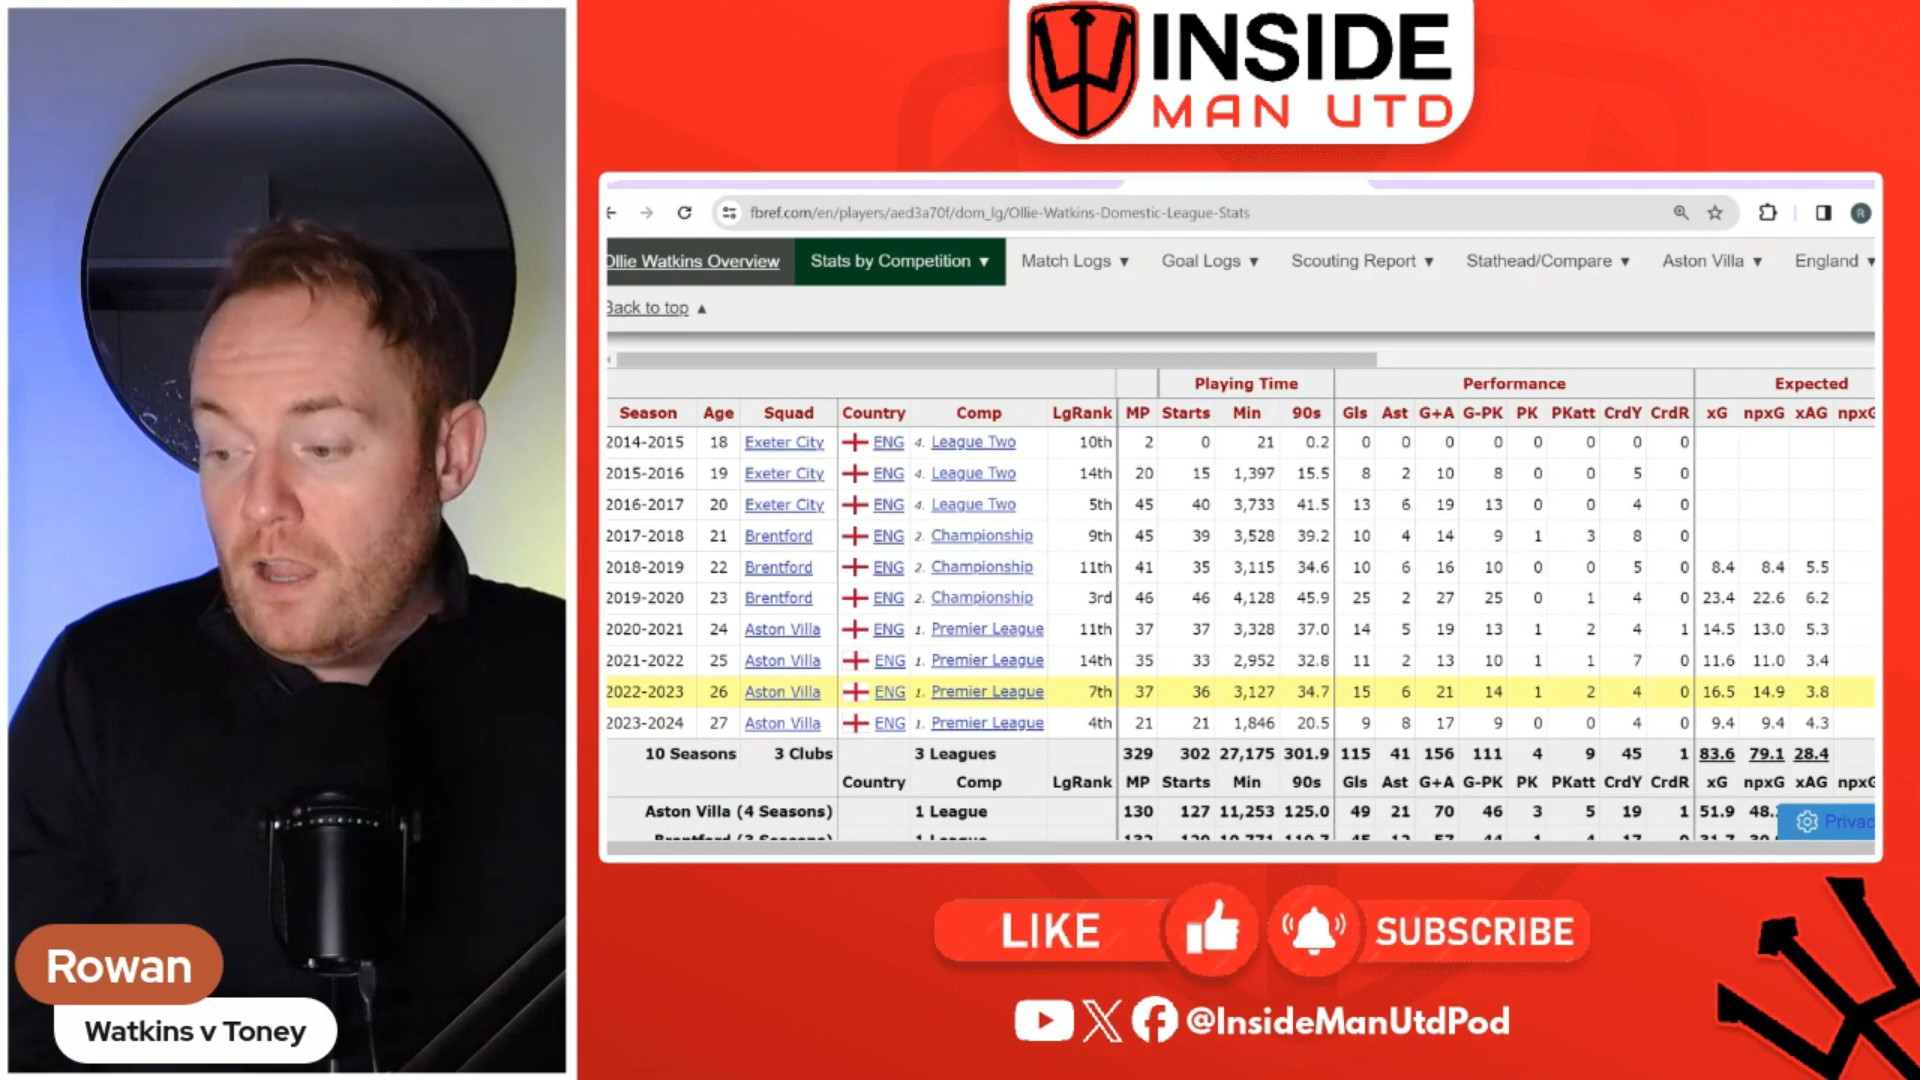 INSIDE
MAN UTD
fbref.com/en/players/aed3a70f/dom_lg/Ollie-Watkins-Domestic-League-Stats
Ollie Watkins Overview Stats by Competition ▼ Match Logs ▼ Goal Logs ▼ Scouting Report ▼ Stathead/Compare ▼ Aston Villa ▼ England ▼
Back to top ▲
Playing Time Performance Expected
Season Age Squad Country Comp LgRank MP Starts Min 90s Gls Ast G+A G-PK PK PKatt CrdY CrdR xG npxG xAG npxG
2014-2015 18 Exeter City ENG 4. League Two 10th 2 0 21 0.2 0 0 0 0 0 0 0 0
2015-2016 19 Exeter City ENG 4. League Two 14th 20 15 1,397 15.5 8 2 10 8 0 0 5 0
2016-2017 20 Exeter City ENG 4. League Two 5th 45 40 3,733 41.5 13 6 19 13 0 0 4 0
2017-2018 21 Brentford ENG 2. Championship 9th 45 39 3,528 39.2 10 4 14 9 1 3 8 0
2018-2019 22 Brentford ENG 2. Championship 11th 41 35 3,115 34.6 10 6 16 10 0 0 5 0 8.4 8.4 5.5
2019-2020 23 Brentford ENG 2. Championship 3rd 46 46 4,128 45.9 25 2 27 25 0 1 4 0 23.4 22.6 6.2
2020-2021 24 Aston Villa ENG 1. Premier League 11th 37 37 3,328 37.0 14 5 19 13 1 2 4 1 14.5 13.0 5.3
2021-2022 25 Aston Villa ENG 1. Premier League 14th 35 33 2,952 32.8 11 2 13 10 1 1 7 0 11.6 11.0 3.4
2022-2023 26 Aston Villa ENG 1. Premier League 7th 37 36 3,127 34.7 15 6 21 14 1 2 4 0 16.5 14.9 3.8
2023-2024 27 Aston Villa ENG 1. Premier League 4th 21 21 1,846 20.5 9 8 17 9 0 0 4 0 9.4 9.4 4.3
10 Seasons 3 Clubs 3 Leagues 329 302 27,175 301.9 115 41 156 111 4 9 45 1 83.6 79.1 28.4
Country Comp LgRank MP Starts Min 90s Gls Ast G+A G-PK PK PKatt CrdY CrdR xG npxG xAG npxG
Aston Villa (4 Seasons) 1 League 130 127 11,253 125.0 49 21 70 46 3 5 19 1 51.9 48.
Privac
LIKE SUBSCRIBE
@InsideManUtdPod
Rowan
Watkins v Toney